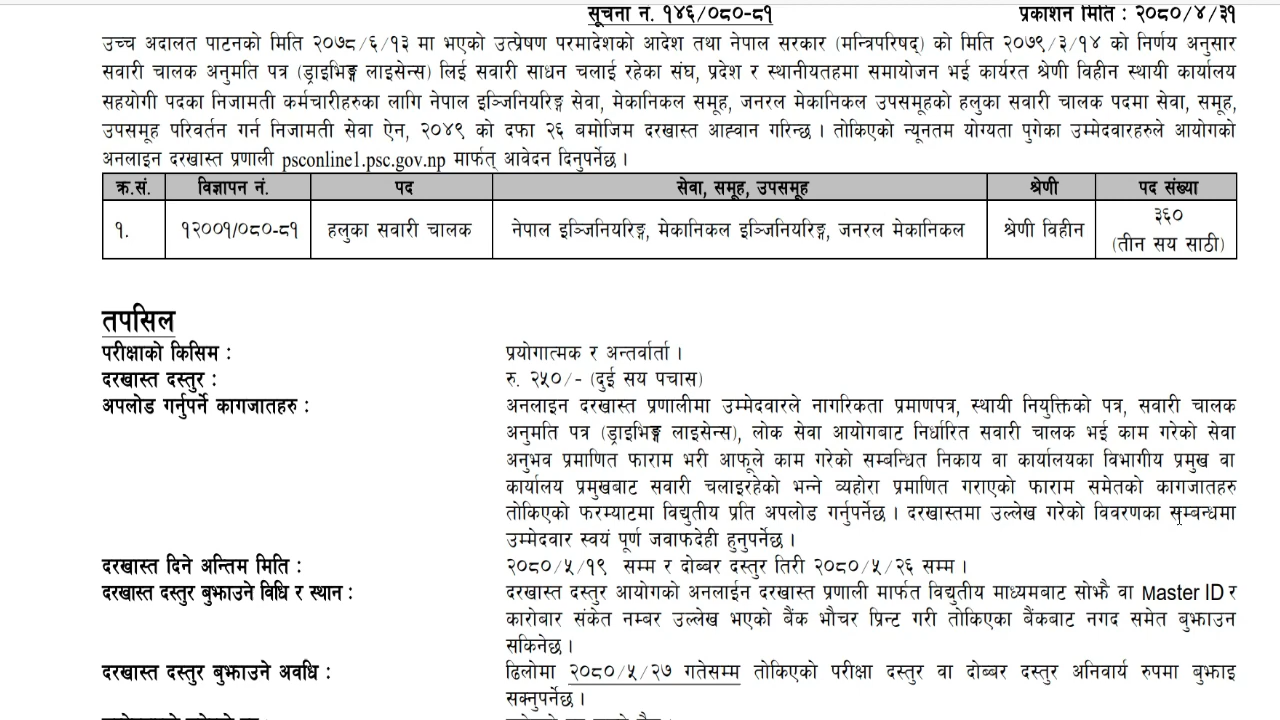 सूचना न. १४६/०८०-८१ प्रकाशन मिति : २०८०/४/३१
उच्च अदालत पाटनको मिति २०७८/६/१३ मा भएको उत्प्रेषण परमादेशको आदेश तथा नेपाल सरकार (मन्त्रिपरिषद्) को मिति २०७९/३/१४ को निर्णय अनुसार
सवारी चालक अनुमति पत्र (ड्राइभिङ्ग लाइसेन्स) लिई सवारी साधन चलाई रहेका संघ, प्रदेश र स्थानीयतहमा समायोजन भई कार्यरत श्रेणी विहीन स्थायी कार्यालय
सहयोगी पदका निजामती कर्मचारीहरुका लागि नेपाल इञ्जिनियरिङ्ग सेवा, मेकानिकल समूह, जनरल मेकानिकल उपसमूहको हलुका सवारी चालक पदमा सेवा, समूह,
उपसमूह परिवर्तन गर्न निजामती सेवा ऐन, २०४९ को दफा २६ बमोजिम दरखास्त आह्वान गरिन्छ । तोकिएको न्यूनतम योग्यता पुगेका उम्मेदवारहरुले आयोगको
अनलाइन दरखास्त प्रणाली psconline1.psc.gov.np मार्फत् आवेदन दिनुपर्नेछ ।
क्र.सं. विज्ञापन नं. पद सेवा, समूह, उपसमूह श्रेणी पद संख्या
१. १२००१/०८०-८१ हलुका सवारी चालक नेपाल इञ्जिनियरिङ्ग, मेकानिकल इञ्जिनियरिङ्ग, जनरल मेकानिकल श्रेणी विहीन ३६०
(तीन सय साठी)
तपसिल
परीक्षाको किसिम : प्रयोगात्मक र अन्तर्वार्ता ।
दरखास्त दस्तुर : रु. २५०/- (दुई सय पचास)
अपलोड गर्नुपर्ने कागजातहरु : अनलाइन दरखास्त प्रणालीमा उम्मेदवारले नागरिकता प्रमाणपत्र, स्थायी नियुक्तिको पत्र, सवारी चालक
अनुमति पत्र (ड्राइभिङ्ग लाइसेन्स), लोक सेवा आयोगबाट निर्धारित सवारी चालक भई काम गरेको सेवा
अनुभव प्रमाणित फाराम भरी आफूले काम गरेको सम्बन्धित निकाय वा कार्यालयका विभागीय प्रमुख वा
कार्यालय प्रमुखबाट सवारी चलाइरहेको भन्ने व्यहोरा प्रमाणित गराएको फाराम समेतको कागजातहरु
तोकिएको फरम्याटमा विद्युतीय प्रति अपलोड गर्नुपर्नेछ । दरखास्तमा उल्लेख गरेको विवरणका सम्बन्धमा
उम्मेदवार स्वयं पूर्ण जवाफदेही हुनुपर्नेछ ।
दरखास्त दिने अन्तिम मिति : २०८०/५/१९ सम्म र दोब्बर दस्तुर तिरी २०८०/५/२६ सम्म ।
दरखास्त दस्तुर बुझाउने विधि र स्थान : दरखास्त दस्तुर आयोगको अनलाईन दरखास्त प्रणाली मार्फत विद्युतीय माध्यमबाट सोझै वा Master ID र
कारोबार संकेत नम्बर उल्लेख भएको बैंक भौचर प्रिन्ट गरी तोकिएका बैंकबाट नगद समेत बुझाउन
सकिनेछ ।
दरखास्त दस्तुर बुझाउने अवधि : ढिलोमा २०८०/५/२७ गतेसम्म तोकिएको परीक्षा दस्तुर वा दोब्बर दस्तुर अनिवार्य रुपमा बुझाइ
सक्नुपर्नेछ ।